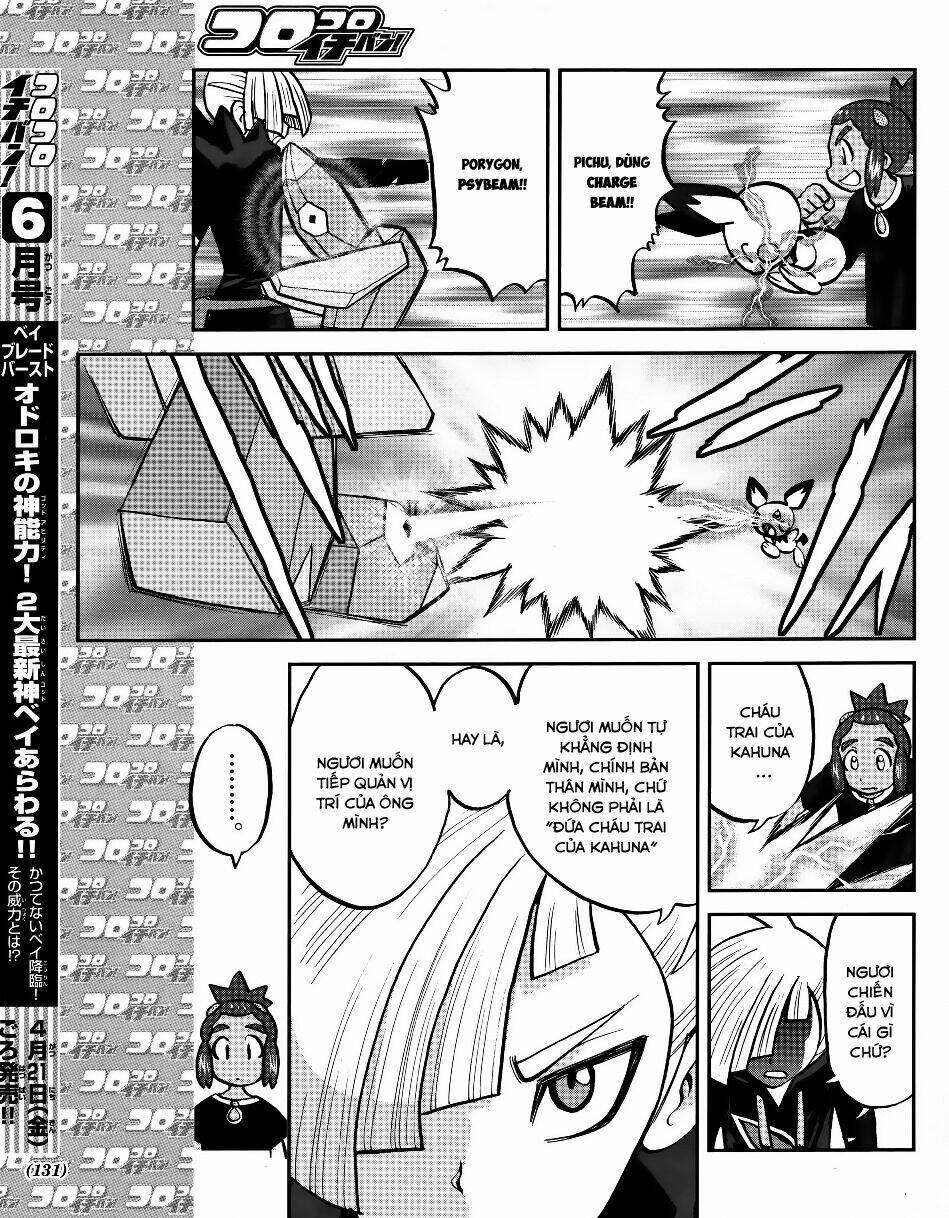 コロコロ
イチバン!
PICHU, DÙNG
CHARGE
BEAM!!
PORYGON,
PSYBEAM!!
CHÁU
TRAI CỦA
KAHUNA
...
NGƯƠI
CHIẾN
ĐẤU VÌ
CÁI GÌ
CHỨ?
NGƯƠI MUỐN TỰ
KHẲNG ĐỊNH
MÌNH, CHÍNH BẢN
THÂN MÌNH, CHỨ
KHÔNG PHẢI LÀ
"ĐỨA CHÁU TRAI
CỦA KAHUNA"
HAY LÀ,
NGƯƠI MUỐN
TIẾP QUẢN VỊ
TRÍ CỦA ÔNG
MÌNH?
........。
コロコロ
イチバン!
6月号
ベイ
ブレード
バースト
オドロキの神能力! 2大最新神ベイあらわる!!
かつてないベイ降臨!
その威力とは!?
4月21日(金)
ごろ発売!!
(131)